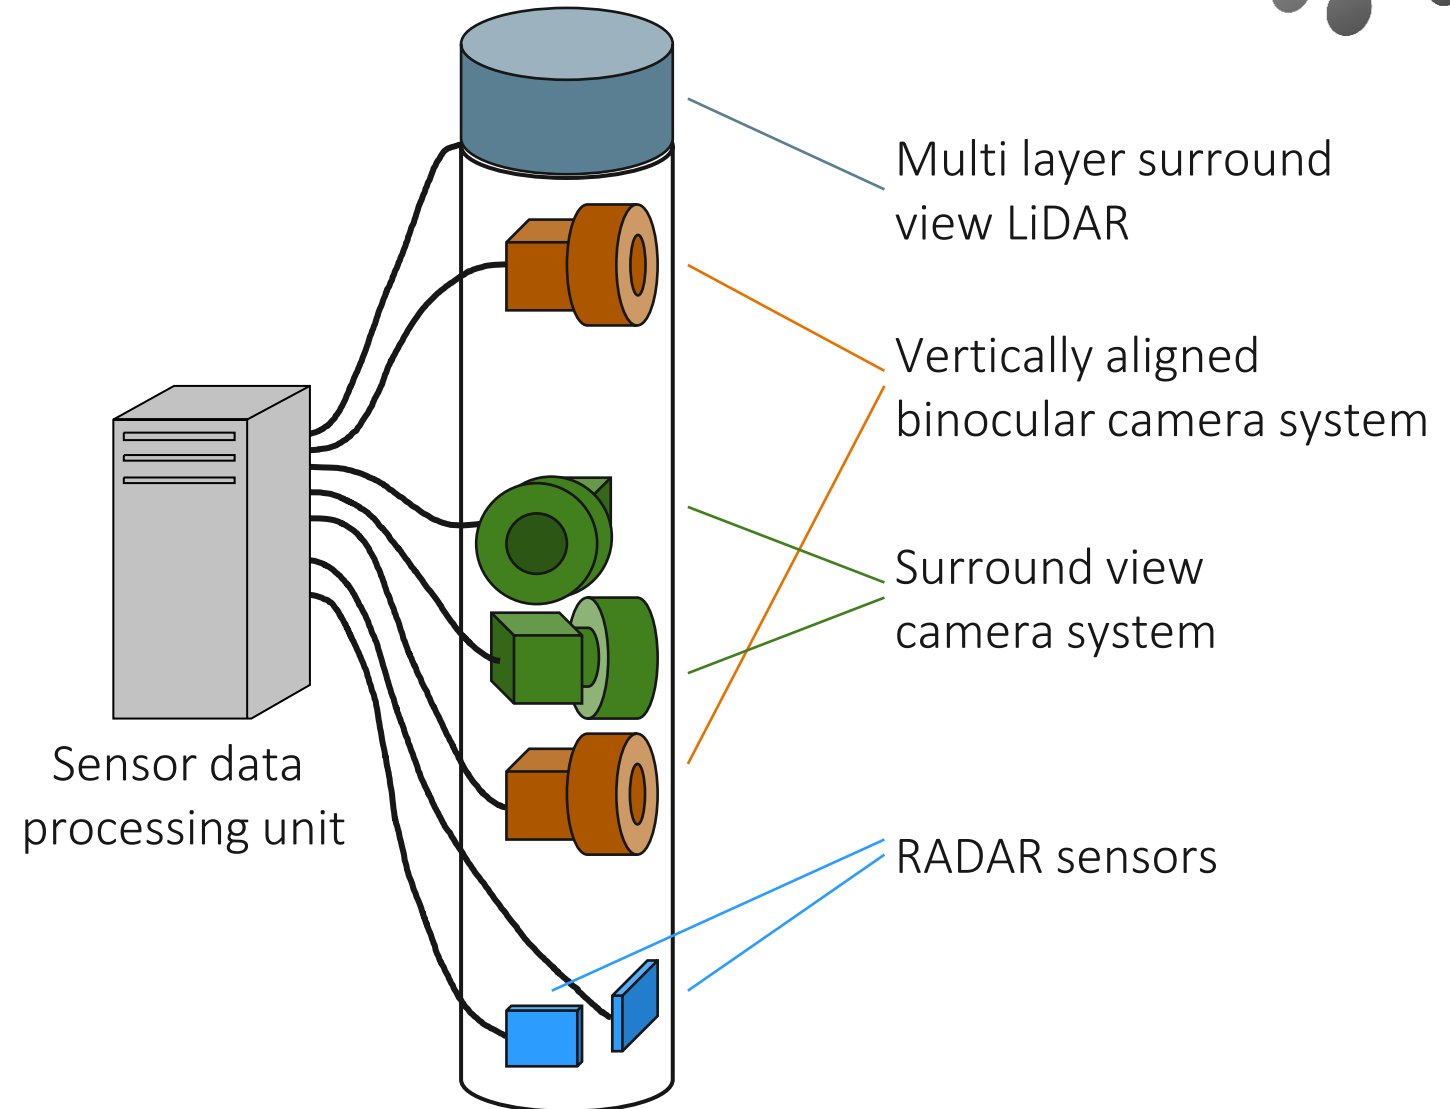 Multi layer surround
view LiDAR
Vertically aligned
binocular camera system
Surround view
camera system
Sensor data
processing unit
RADAR sensors